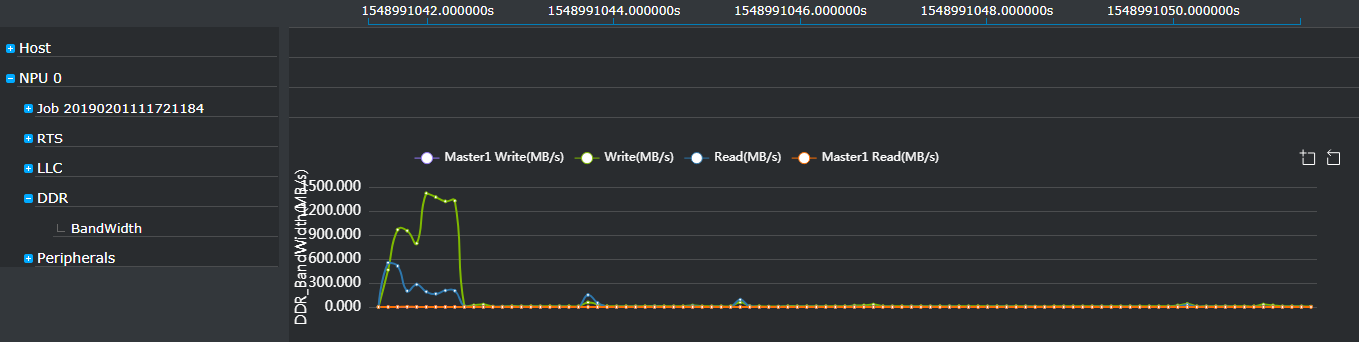 1548991042.000000s 1548991044.000000s 1548991046.000000s 1548991048.000000s 1548991050.000000s
Host
NPU 0
Job 20190201111721184
RTS
LLC
DDR
BandWidth
Peripherals
Master1 Write(MB/s) Write(MB/s) Read(MB/s) Master1 Read(MB/s)
DDR_BandWidth(MB/s)
1500.000
1200.000
900.000
600.000
300.000
0.000